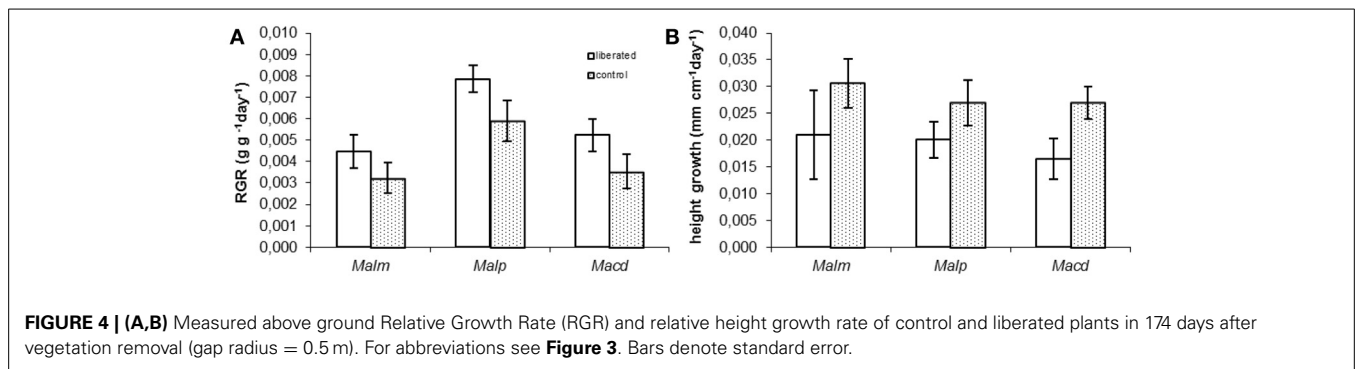 A
0,010
0,009
0,008
0,007
0,006
0,005
0,004
0,003
0,002
0,001
0,000
RGR (g g -1day-1)
liberated
control
Malm Malp Macd
B
0,040
0,035
0,030
0,025
0,020
0,015
0,010
0,005
0,000
height growth (mm cm-1day-1)
Malm Malp Macd
FIGURE 4 | (A,B) Measured above ground Relative Growth Rate (RGR) and relative height growth rate of control and liberated plants in 174 days after
vegetation removal (gap radius = 0.5 m). For abbreviations see Figure 3. Bars denote standard error.